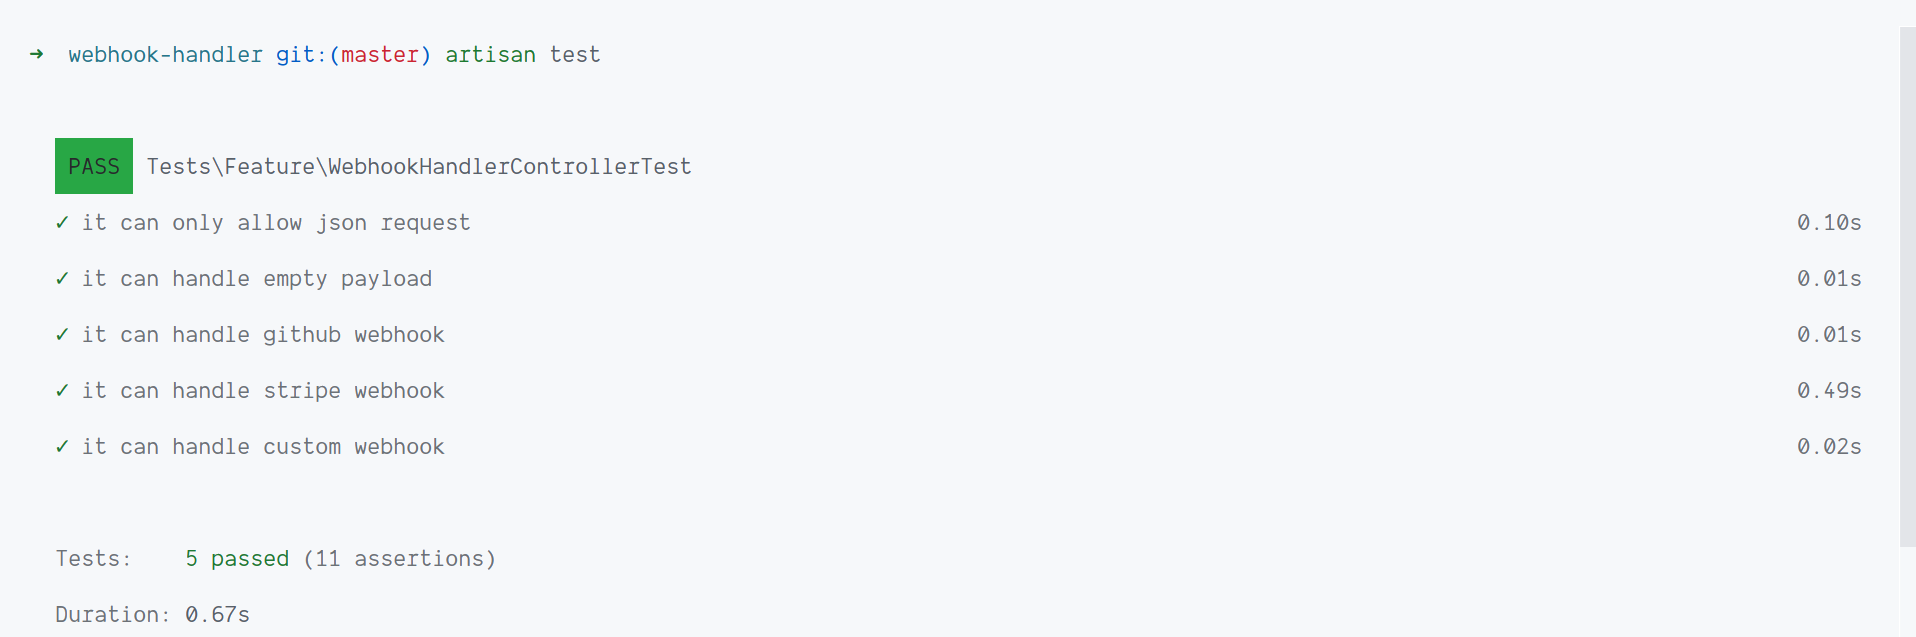 ➜ webhook-handler git:(master) artisan test
PASS Tests\Feature\WebhookHandlerControllerTest
✓ it can only allow json request 0.10s
✓ it can handle empty payload 0.01s
✓ it can handle github webhook 0.01s
✓ it can handle stripe webhook 0.49s
✓ it can handle custom webhook 0.02s
Tests: 5 passed (11 assertions)
Duration: 0.67s